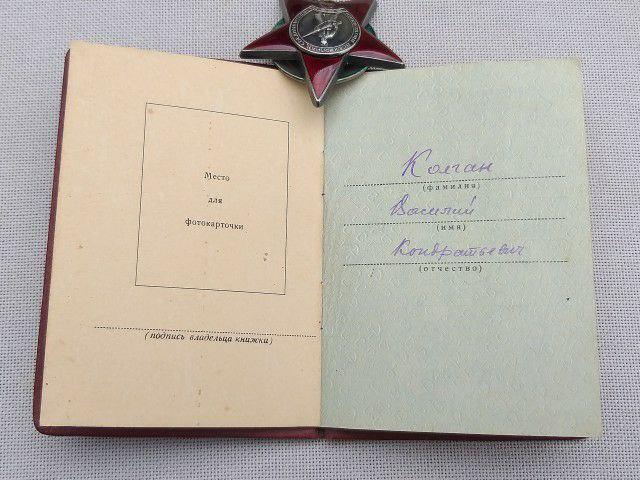 Место
для
фотокарточки
(подпись владельца книжки)
Колган
(фамилия)
Василий
(имя)
Кондратьевич
(отчество)